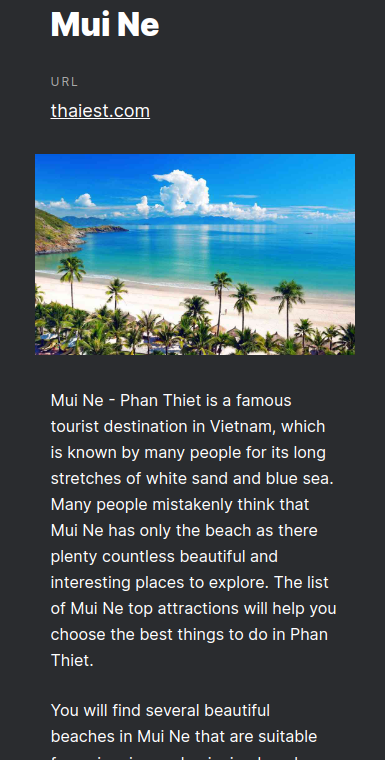 Mui Ne
URL
thaiest.com
Mui Ne - Phan Thiet is a famous
tourist destination in Vietnam, which
is known by many people for its long
stretches of white sand and blue sea.
Many people mistakenly think that
Mui Ne has only the beach as there
plenty countless beautiful and
interesting places to explore. The list
of Mui Ne top attractions will help you
choose the best things to do in Phan
Thiet.
You will find several beautiful
beaches in Mui Ne that are suitable